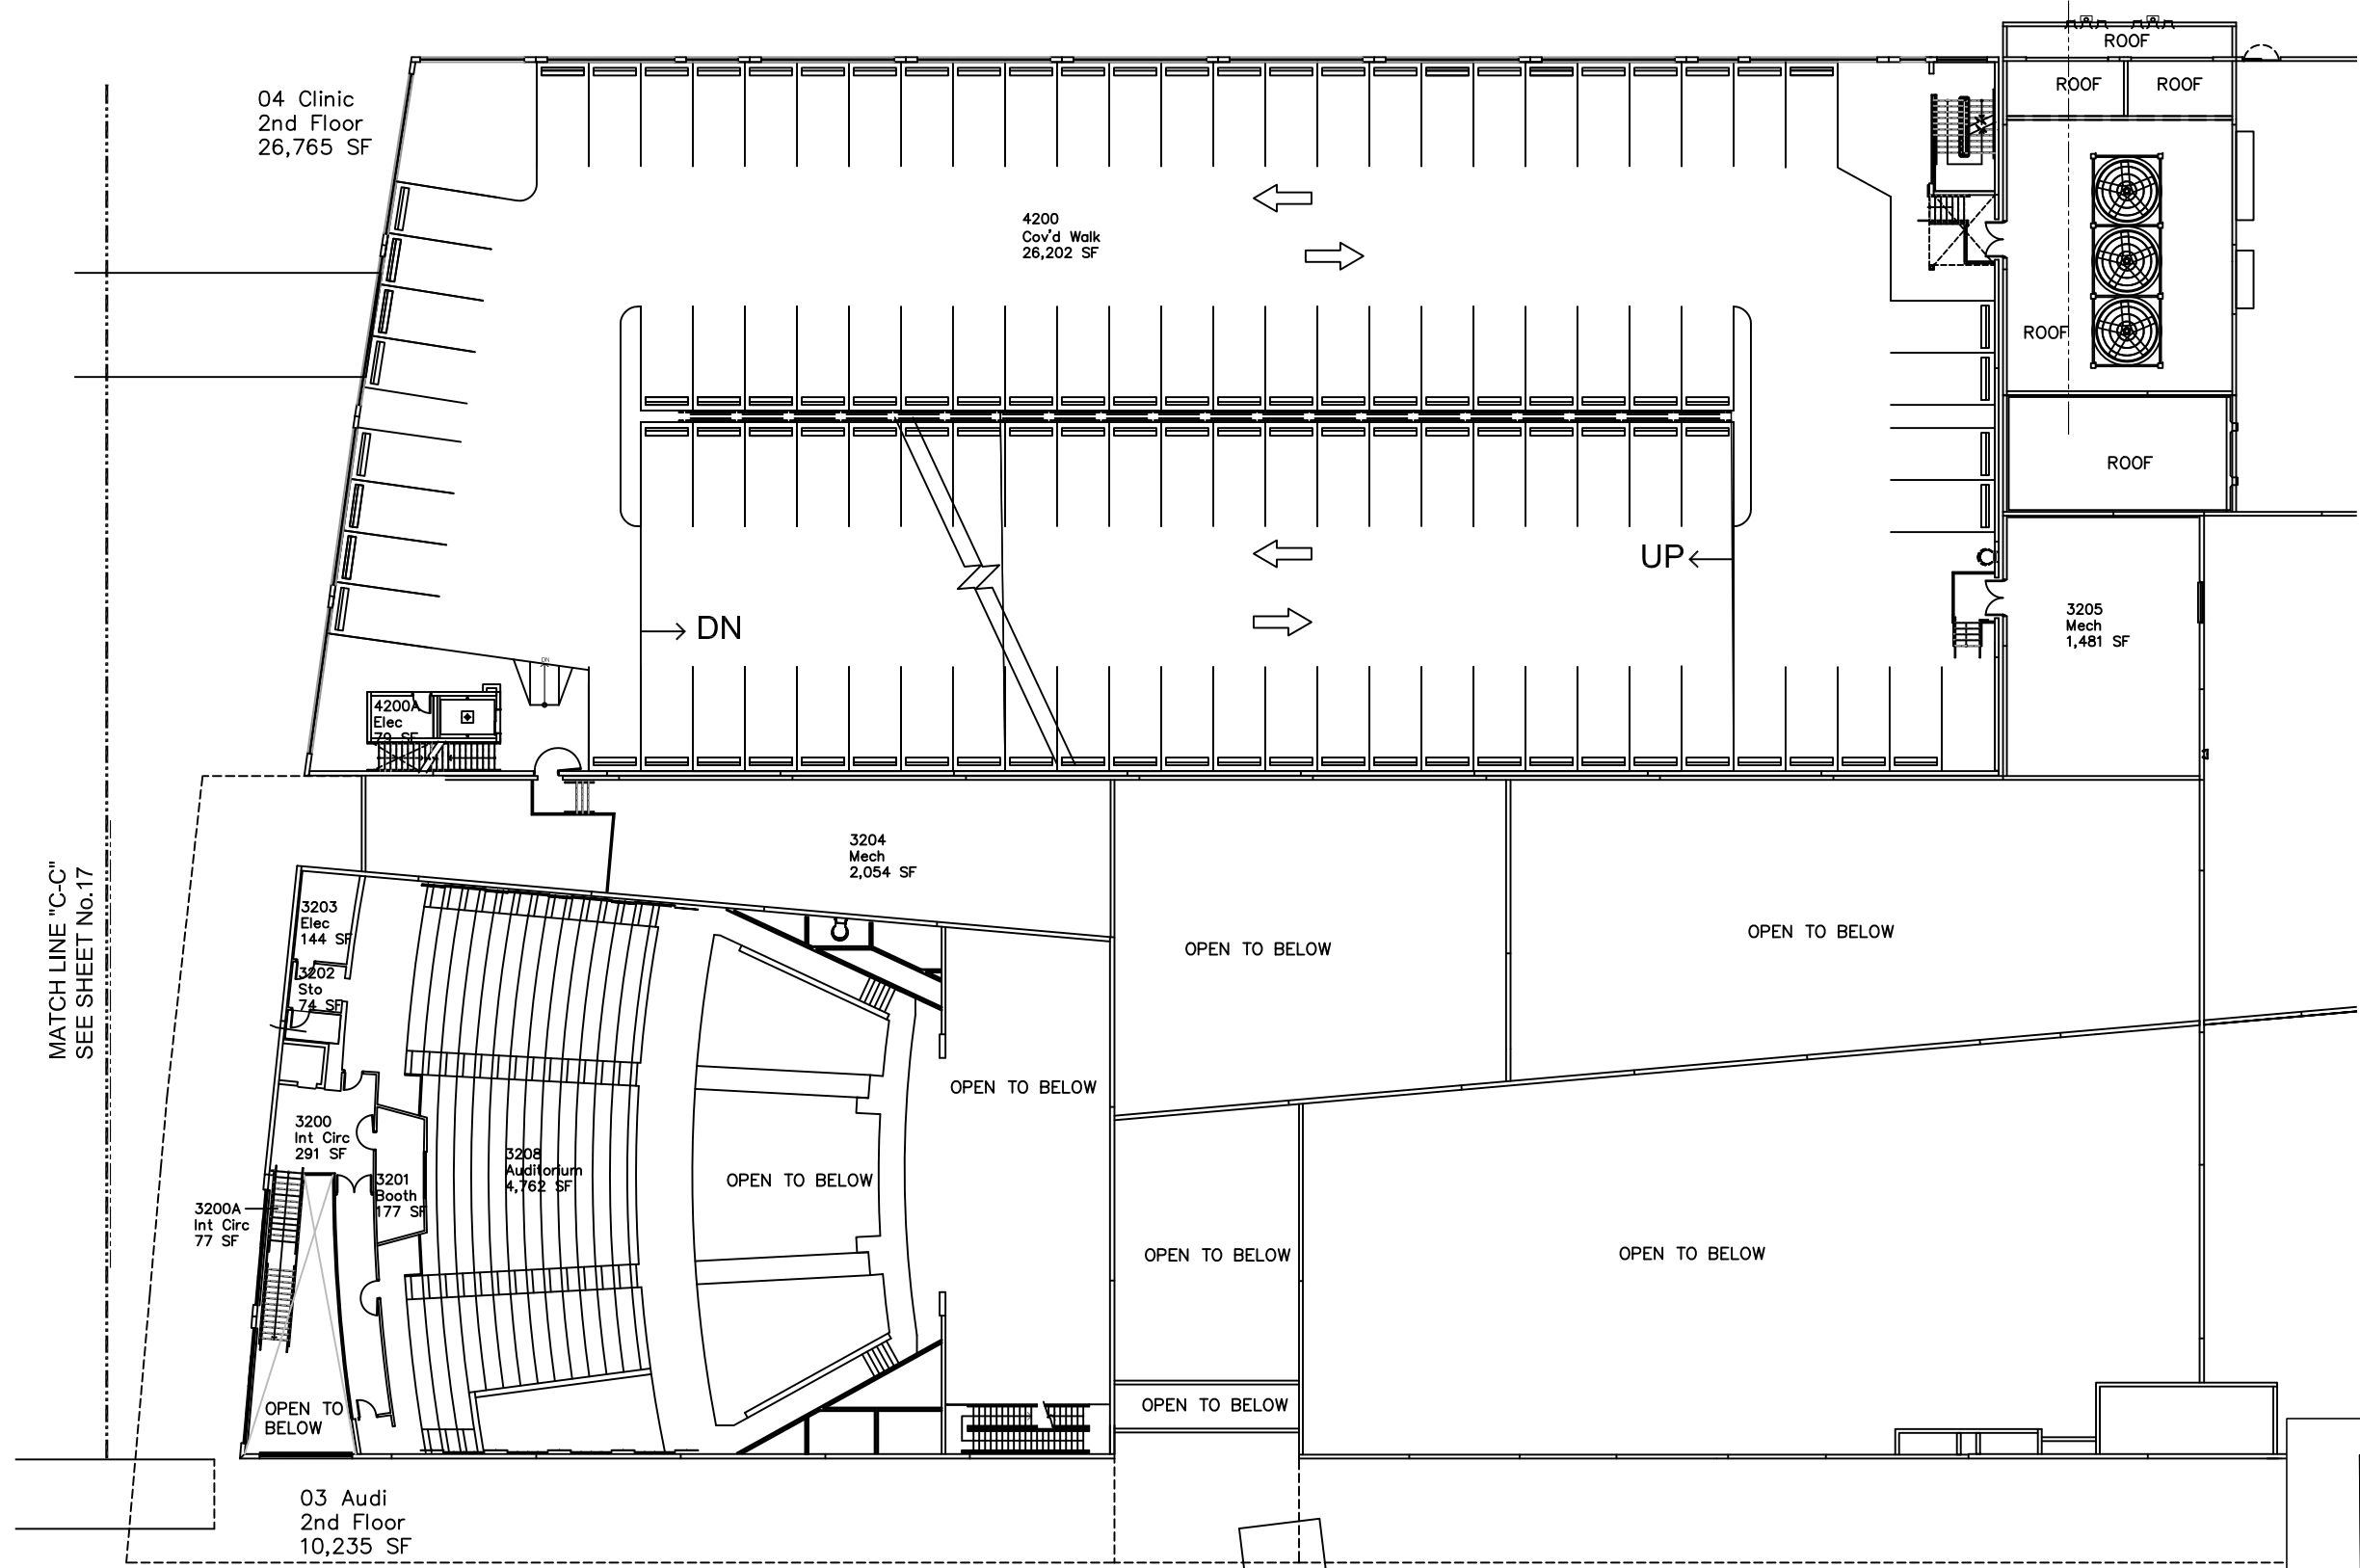 ROOF
ROOF
ROOF
04 Clinic
2nd Floor
26,765 SF
4200
Cov'd Walk
26,202 SF
ROOF
ROOF
UP
DN
DN
3205
Mech
1,481 SF
4200A
Elec
79 SF
3204
Mech
2,054 SF
MATCH LINE "C-C"
SEE SHEET No.17
3203
Elec
144 SF
3202
Sto
74 SF
OPEN TO BELOW
OPEN TO BELOW
OPEN TO BELOW
3200
Int Circ
291 SF
3201
Booth
177 SF
3208
Auditorium
4,762 SF
OPEN TO BELOW
3200A
Int Circ
77 SF
OPEN TO BELOW
OPEN TO BELOW
OPEN TO
BELOW
OPEN TO BELOW
03 Audi
2nd Floor
10,235 SF